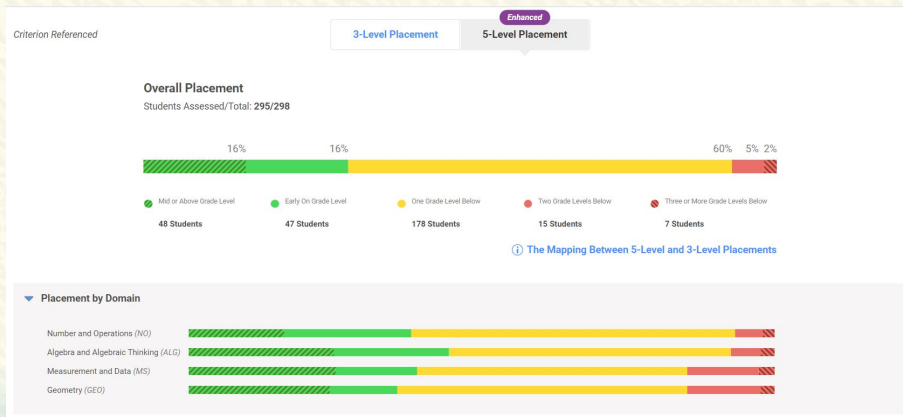 Enhanced
Criterion Referenced
3-Level Placement
5-Level Placement
Overall Placement
Students Assessed/Total: 295/298
16%
16%
60%
5%
2%
Mid or Above Grade Level
48 Students
Early On Grade Level
47 Students
One Grade Level Below
178 Students
Two Grade Levels Below
15 Students
Three or More Grade Levels Below
7 Students
The Mapping Between 5-Level and 3-Level Placements
Placement by Domain
Number and Operations (NO)
Algebra and Algebraic Thinking (ALG)
Measurement and Data (MS)
Geometry (GEO)